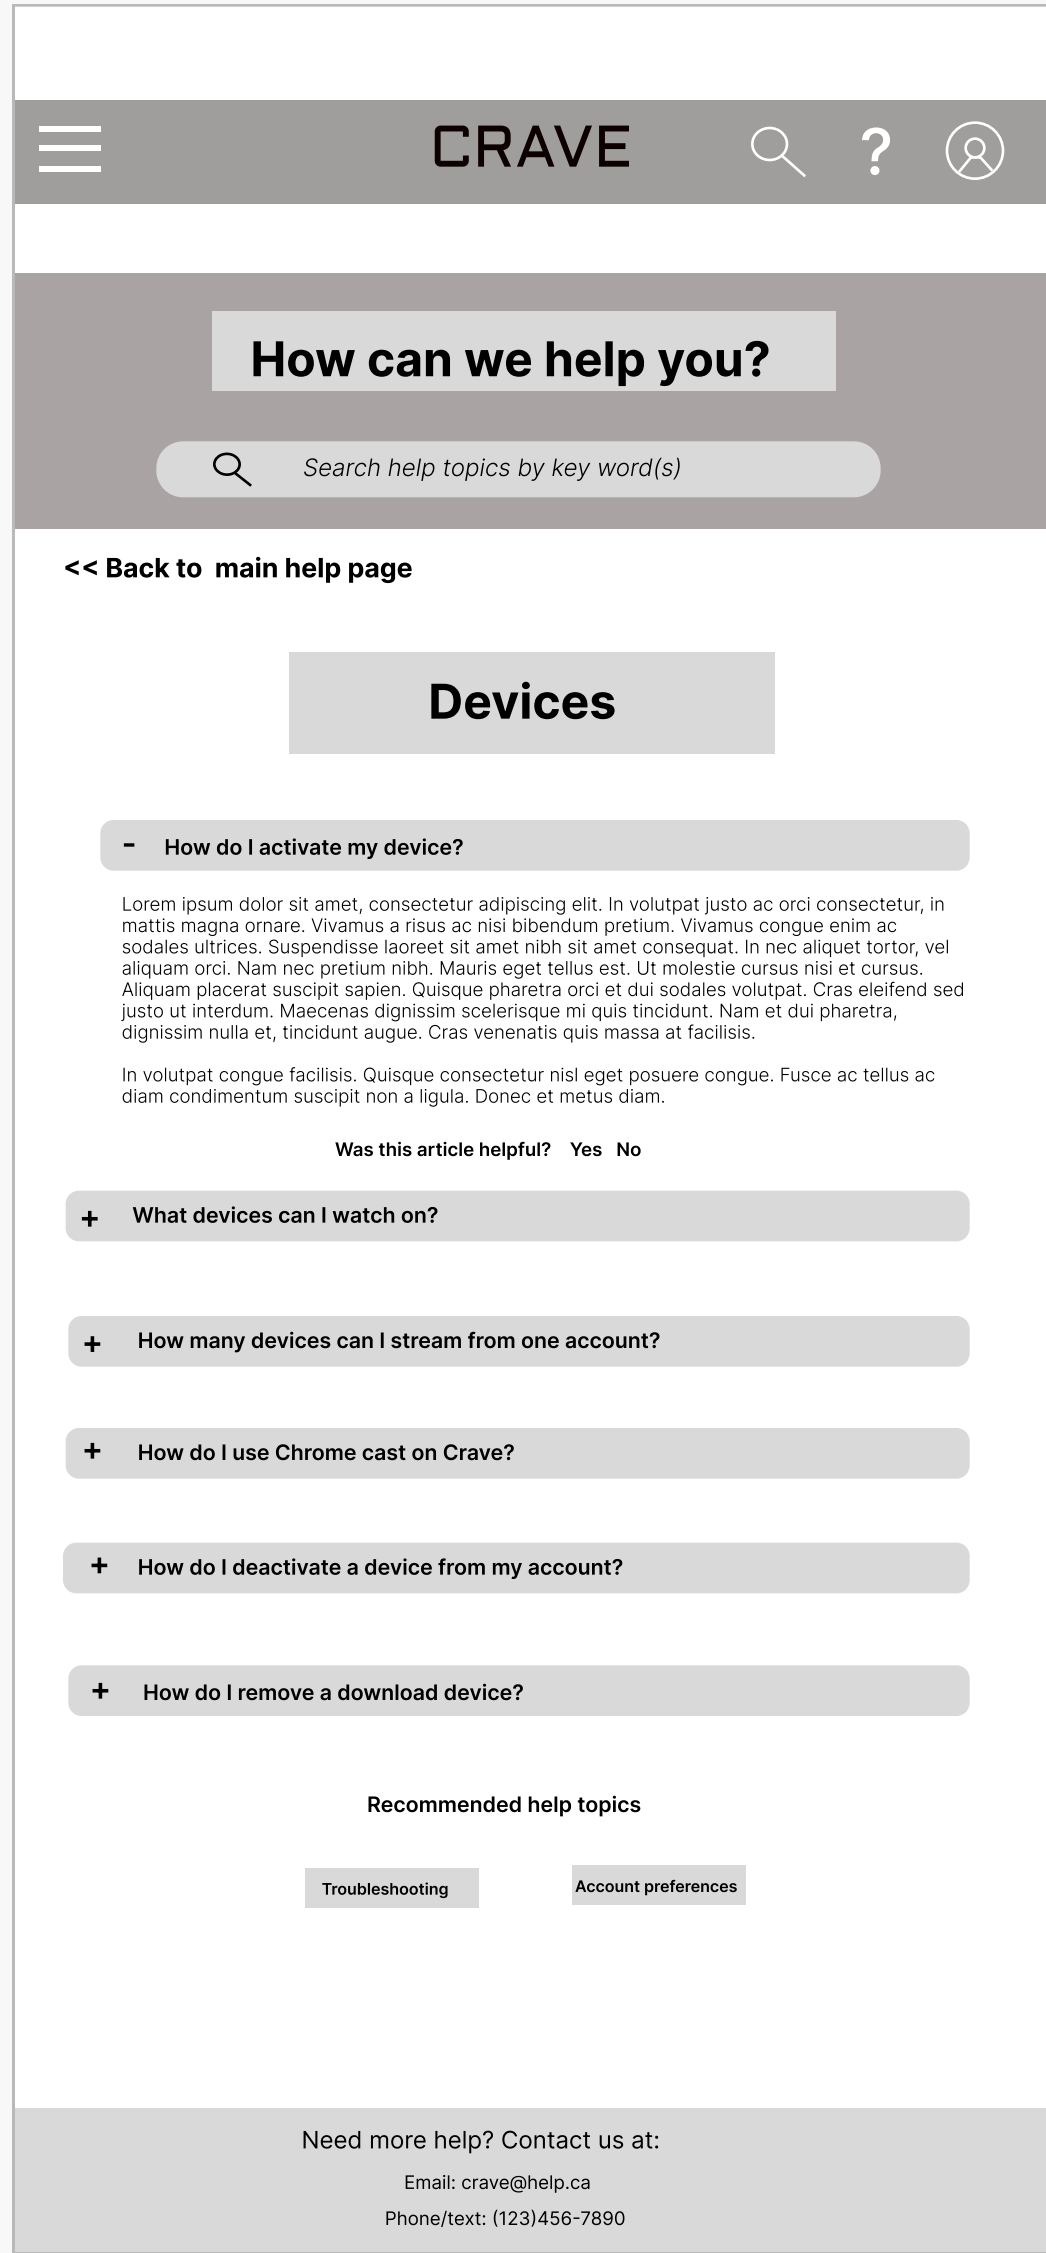 CRAVE
?
How can we help you?
Search help topics by key word(s)
<< Back to  main help page
Devices
- How do I activate my device?
Lorem ipsum dolor sit amet, consectetur adipiscing elit. In volutpat justo ac orci consectetur, in
mattis magna ornare. Vivamus a risus ac nisi bibendum pretium. Vivamus congue enim ac
sodales ultrices. Suspendisse laoreet sit amet nibh sit amet consequat. In nec aliquet tortor, vel
aliquam orci. Nam nec pretium nibh. Mauris eget tellus est. Ut molestie cursus nisi et cursus.
Aliquam placerat suscipit sapien. Quisque pharetra orci et dui sodales volutpat. Cras eleifend sed
justo ut interdum. Maecenas dignissim scelerisque mi quis tincidunt. Nam et dui pharetra,
dignissim nulla et, tincidunt augue. Cras venenatis quis massa at facilisis.
In volutpat congue facilisis. Quisque consectetur nisl eget posuere congue. Fusce ac tellus ac
diam condimentum suscipit non a ligula. Donec et metus diam.
Was this article helpful? Yes No
+ What devices can I watch on?
+ How many devices can I stream from one account?
+ How do I use Chrome cast on Crave?
+ How do I deactivate a device from my account?
+ How do I remove a download device?
Recommended help topics
Troubleshooting Account preferences
Need more help? Contact us at:
Email: crave@help.ca
Phone/text: (123)456-7890